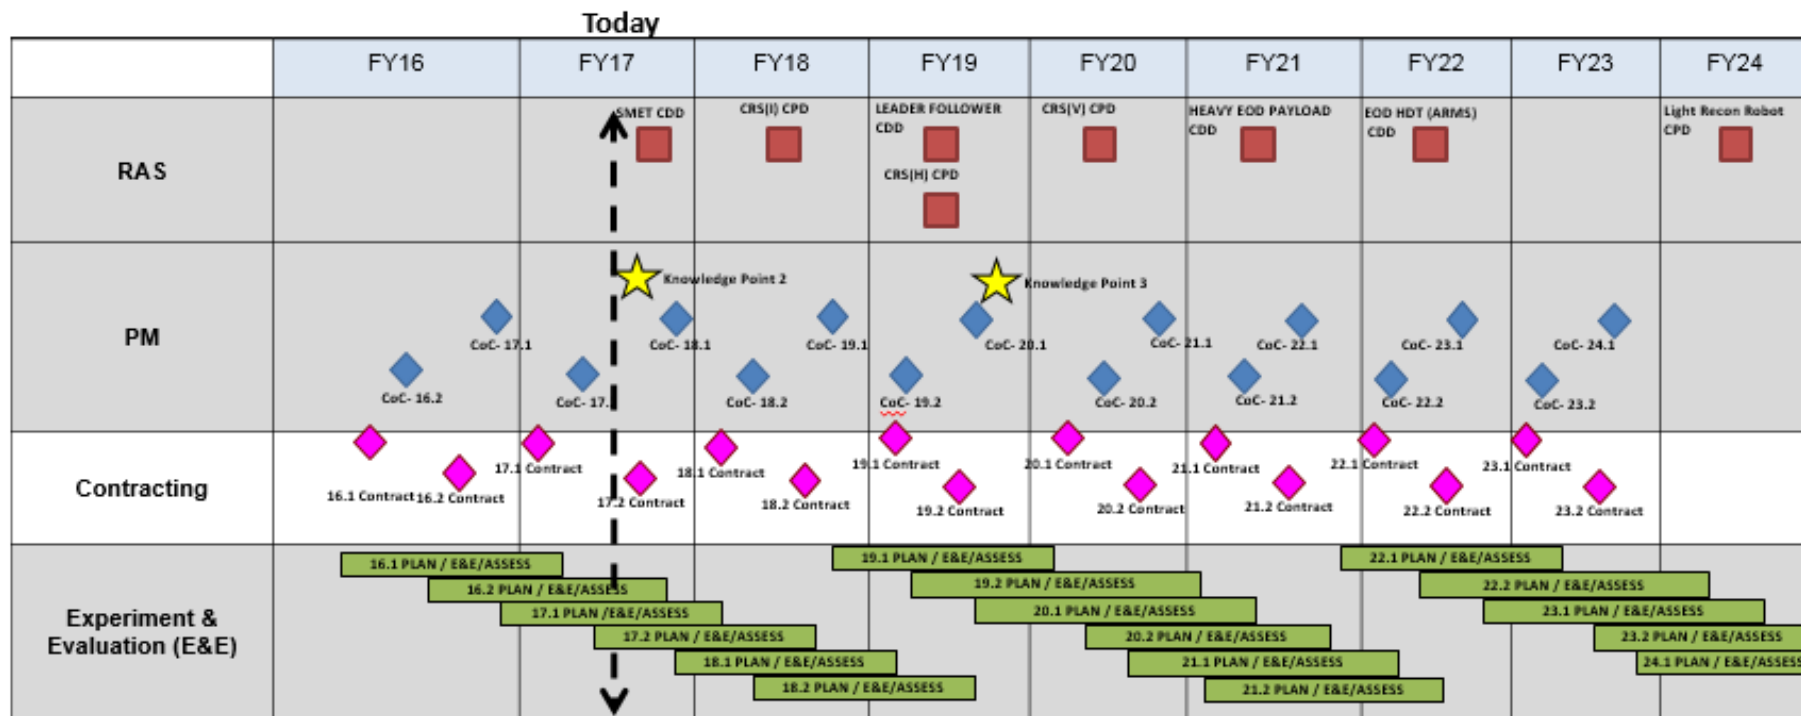 Today
FY16 FY17 FY18 FY19 FY20 FY21 FY22 FY23 FY24
RAS
SMET CDD
CRS(I) CPD
LEADER FOLLOWER
CDD
CRS(H) CPD
CRS(V) CPD
HEAVY EOD PAYLOAD
CDD
EOD HDT (ARMS)
CDD
Light Recon Robot
CPD
PM
Knowledge Point 2
Knowledge Point 3
CoC- 17.1
CoC- 18.1
CoC- 19.1
CoC- 20.1
CoC- 21.1
CoC- 22.1
CoC- 23.1
CoC- 24.1
CoC- 16.2
CoC- 17.
CoC- 18.2
CoC- 19.2
CoC- 20.2
CoC- 21.2
CoC- 22.2
CoC- 23.2
Contracting
16.1 Contract
16.2 Contract
17.1 Contract
17.2 Contract
18.1 Contract
18.2 Contract
19.1 Contract
19.2 Contract
20.1 Contract
20.2 Contract
21.1 Contract
21.2 Contract
22.1 Contract
22.2 Contract
23.1 Contract
23.2 Contract
Experiment &
Evaluation (E&E)
16.1 PLAN / E&E/ASSESS
16.2 PLAN / E&E/ASSESS
17.1 PLAN /E&E/ASSESS
17.2 PLAN / E&E/ASSESS
18.1 PLAN / E&E/ASSESS
18.2 PLAN / E&E/ASSESS
19.1 PLAN / E&E/ASSESS
19.2 PLAN / E&E/ASSESS
20.1 PLAN / E&E/ASSESS
20.2 PLAN / E&E/ASSESS
21.1 PLAN / E&E/ASSESS
21.2 PLAN / E&E/ASSESS
22.1 PLAN / E&E/ASSESS
22.2 PLAN / E&E/ASSESS
23.1 PLAN / E&E/ASSESS
23.2 PLAN / E&E/ASSESS
24.1 PLAN / E&E/ASSESS